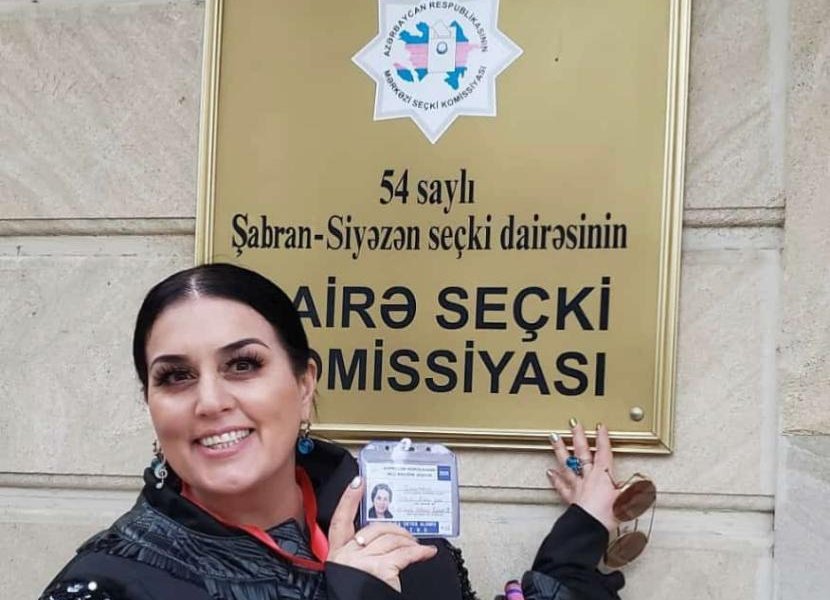 AZƏRBAYCAN RESPUBLİKASININ
MƏRKƏZİ SEÇKİ KOMİSSİYASI
54 saylı
Şabran-Siyəzən seçki dairəsinin
AİRƏ SEÇKİ
OMİSSİYASI